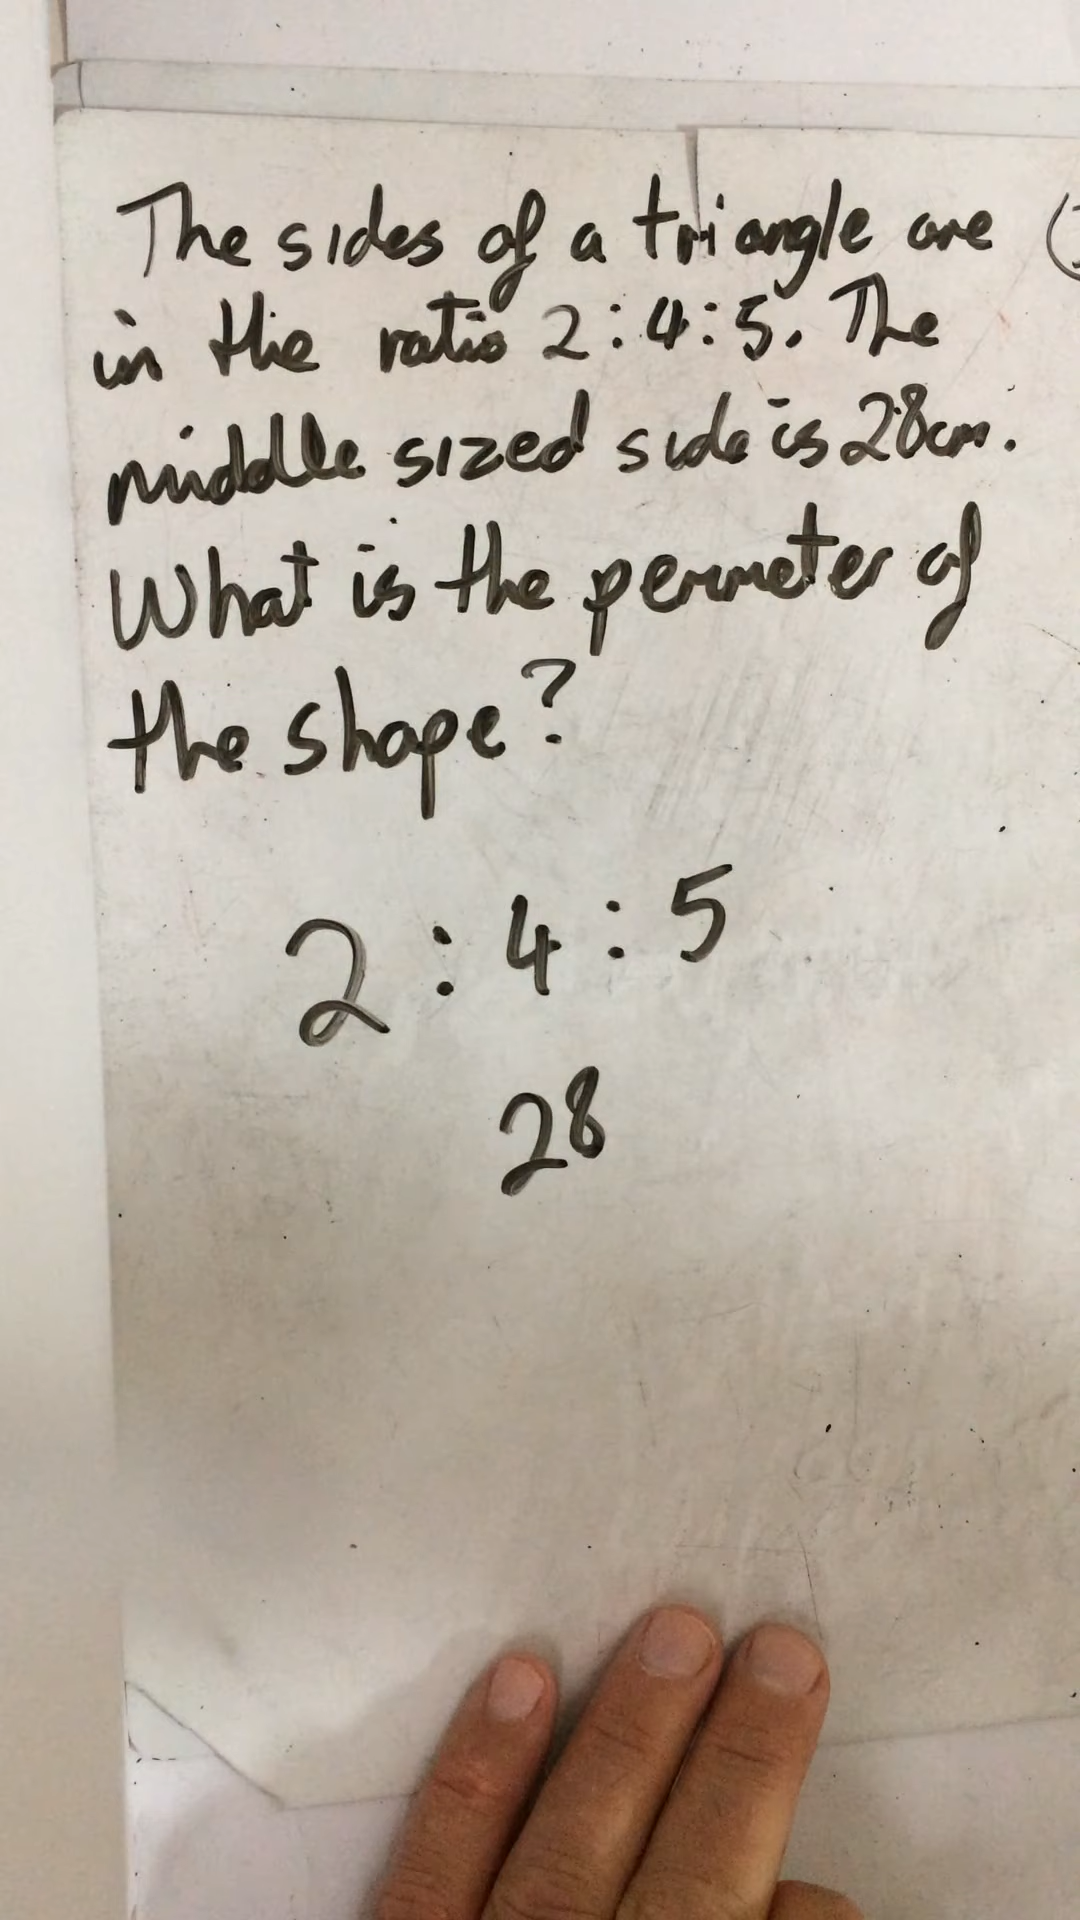 The sides of a triangle are
in the ratio 2:4:5. The
middle sized side is 28cm.
What is the perimeter of
the shape?
2 : 4 : 5
28